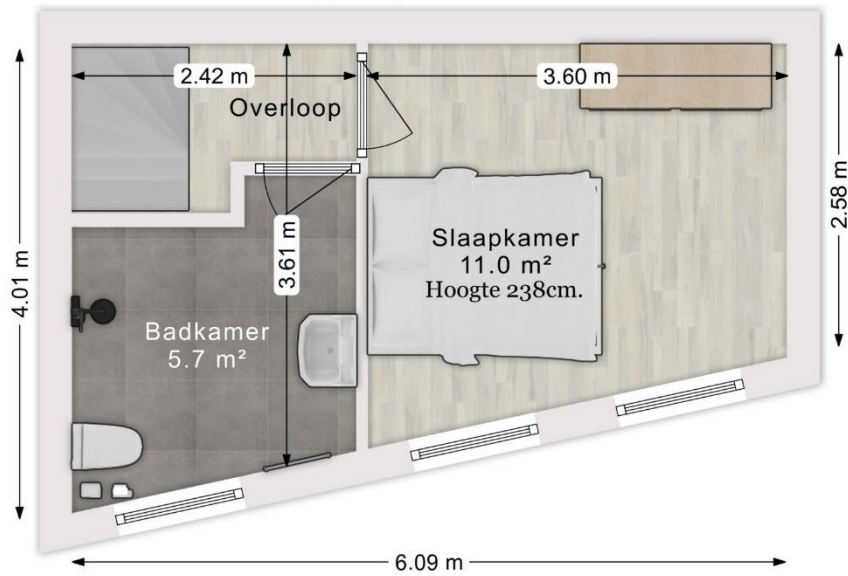 2.42 m
3.60 m
Overloop
2.58 m
3.61 m
4.01 m
Slaapkamer
11.0 m²
Hoogte 238cm.
Badkamer
5.7 m²
6.09 m